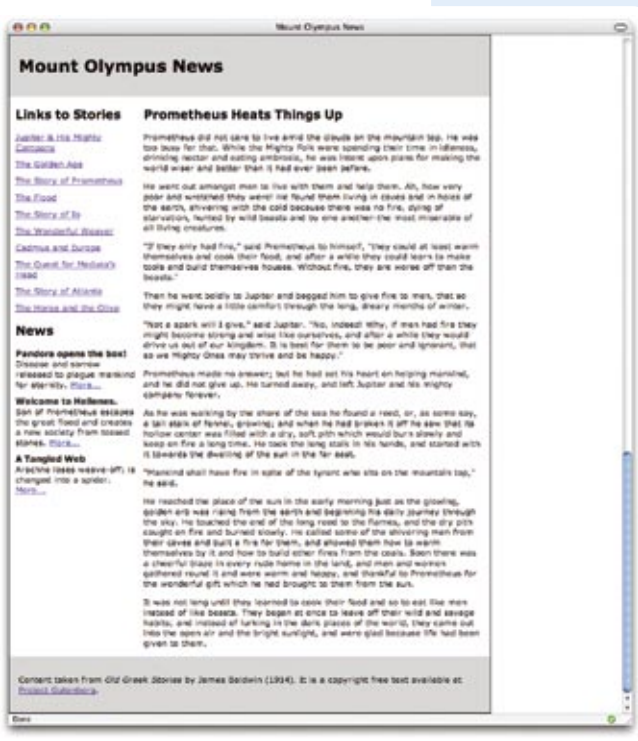 Mount Olympus News
Mount Olympus News
Links to Stories
Jupiter & His Mighty
Company
The Golden Age
The Story of Prometheus
The Flood
The Story of Io
The Wonderful Weaver
Cadmus and Europa
The Quest for Medusa's
Head
The Story of Atlanta
The Horse and the Olive
News
Pandora opens the box!
Disease and sorrow
released to plague mankind
for eternity. More...
Welcome to Hellenes.
Son of Prometheus escapes
the great flood and creates
a new society from tossed
stones. More...
A Tangled Web
Arachne loses weave-off; is
changed into a spider.
More...
Prometheus Heats Things Up
Prometheus did not care to live amid the clouds on the mountain top. He was
too busy for that. While the Mighty Folk were spending their time in idleness,
drinking nectar and eating ambrosia, he was intent upon plans for making the
world wiser and better than it had ever been before.
He went out amongst men to live with them and help them. Ah, how very
poor and wretched they were! He found them living in caves and in holes of
the earth, shivering with the cold because there was no fire, dying of
starvation, hunted by wild beasts and by one another-the most miserable of
all living creatures.
"If they only had fire," said Prometheus to himself, "they could at least warm
themselves and cook their food; and after a while they could learn to make
tools and build themselves houses. Without fire, they are worse off than the
beasts."
Then he went boldly to Jupiter and begged him to give fire to men, that so
they might have a little comfort through the long, dreary months of winter.
"Not a spark will I give," said Jupiter. "No, indeed! Why, if men had fire they
might become strong and wise like ourselves, and after a while they would
drive us out of our kingdom. It is best for them to be poor and ignorant, that
so we Mighty Ones may thrive and be happy."
Prometheus made no answer; but he had set his heart on helping mankind,
and he did not give up. He turned away, and left Jupiter and his mighty
company forever.
As he was walking by the shore of the sea he found a reed, or, as some say,
a tall stalk of fennel, growing; and when he had broken it off he saw that its
hollow center was filled with a dry, soft pith which would burn slowly and
keep on fire a long time. He took the long stalk in his hands, and started with
it towards the dwelling of the sun in the far east.
"Mankind shall have fire in spite of the tyrant who sits on the mountain top,"
he said.
He reached the place of the sun in the early morning just as the glowing,
golden orb was rising from the earth and beginning his daily journey through
the sky. He touched the end of the long reed to the flames, and the dry pith
caught on fire and burned slowly. He called some of the shivering men from
their caves and built a fire for them, and showed them how to warm
themselves by it and how to build other fires from the coals. Soon there was
a cheerful blaze in every rude home in the land, and men and women
gathered round it and were warm and happy, and thankful to Prometheus for
the wonderful gift which he had brought to them from the sun.
It was not long until they learned to cook their food and so to eat like men
instead of like beasts. They began at once to leave off their wild and savage
habits, and instead of lurking in the dark places of the world, they came out
into the open air and the bright sunlight, and were glad because life had been
given to them.
Content taken from Old Greek Stories by James Baldwin (1914). It is a copyright free text available at
Project Gutenberg.
Done